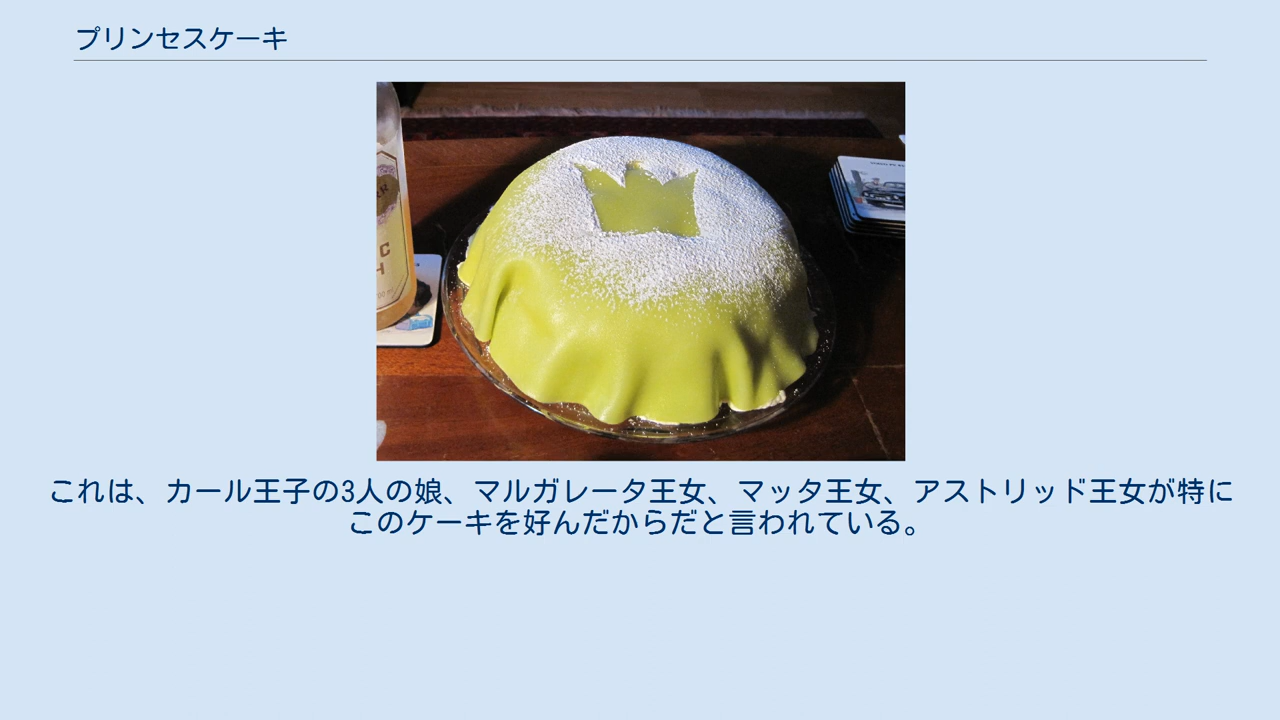 プリンセスケーキ
C
H
これは、カール王子の3人の娘、マルガレータ王女、マッタ王女、アストリッド王女が特に
このケーキを好んだからだと言われている。